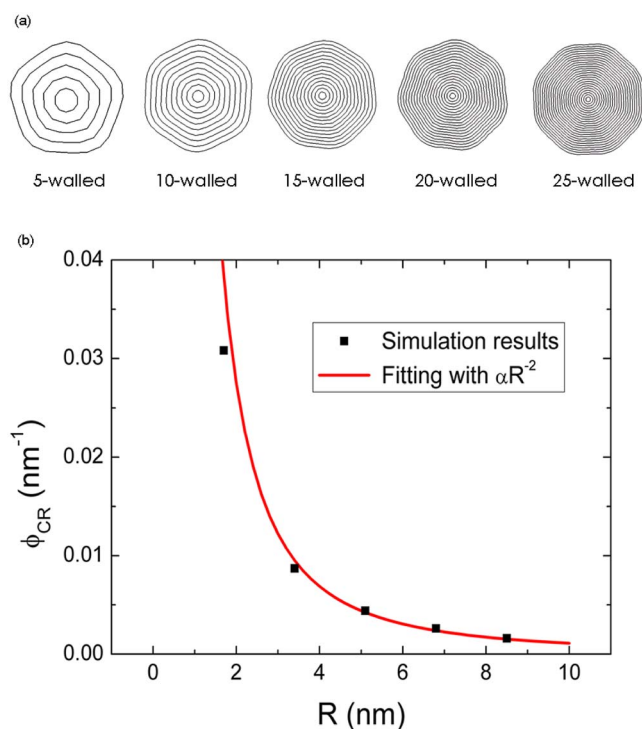 (a)
5-walled 10-walled 15-walled 20-walled 25-walled
(b)
0.04
0.03
0.02
0.01
0.00
ϕCR (nm⁻¹)
Simulation results
Fitting with αR⁻²
0 2 4 6 8 10
R (nm)